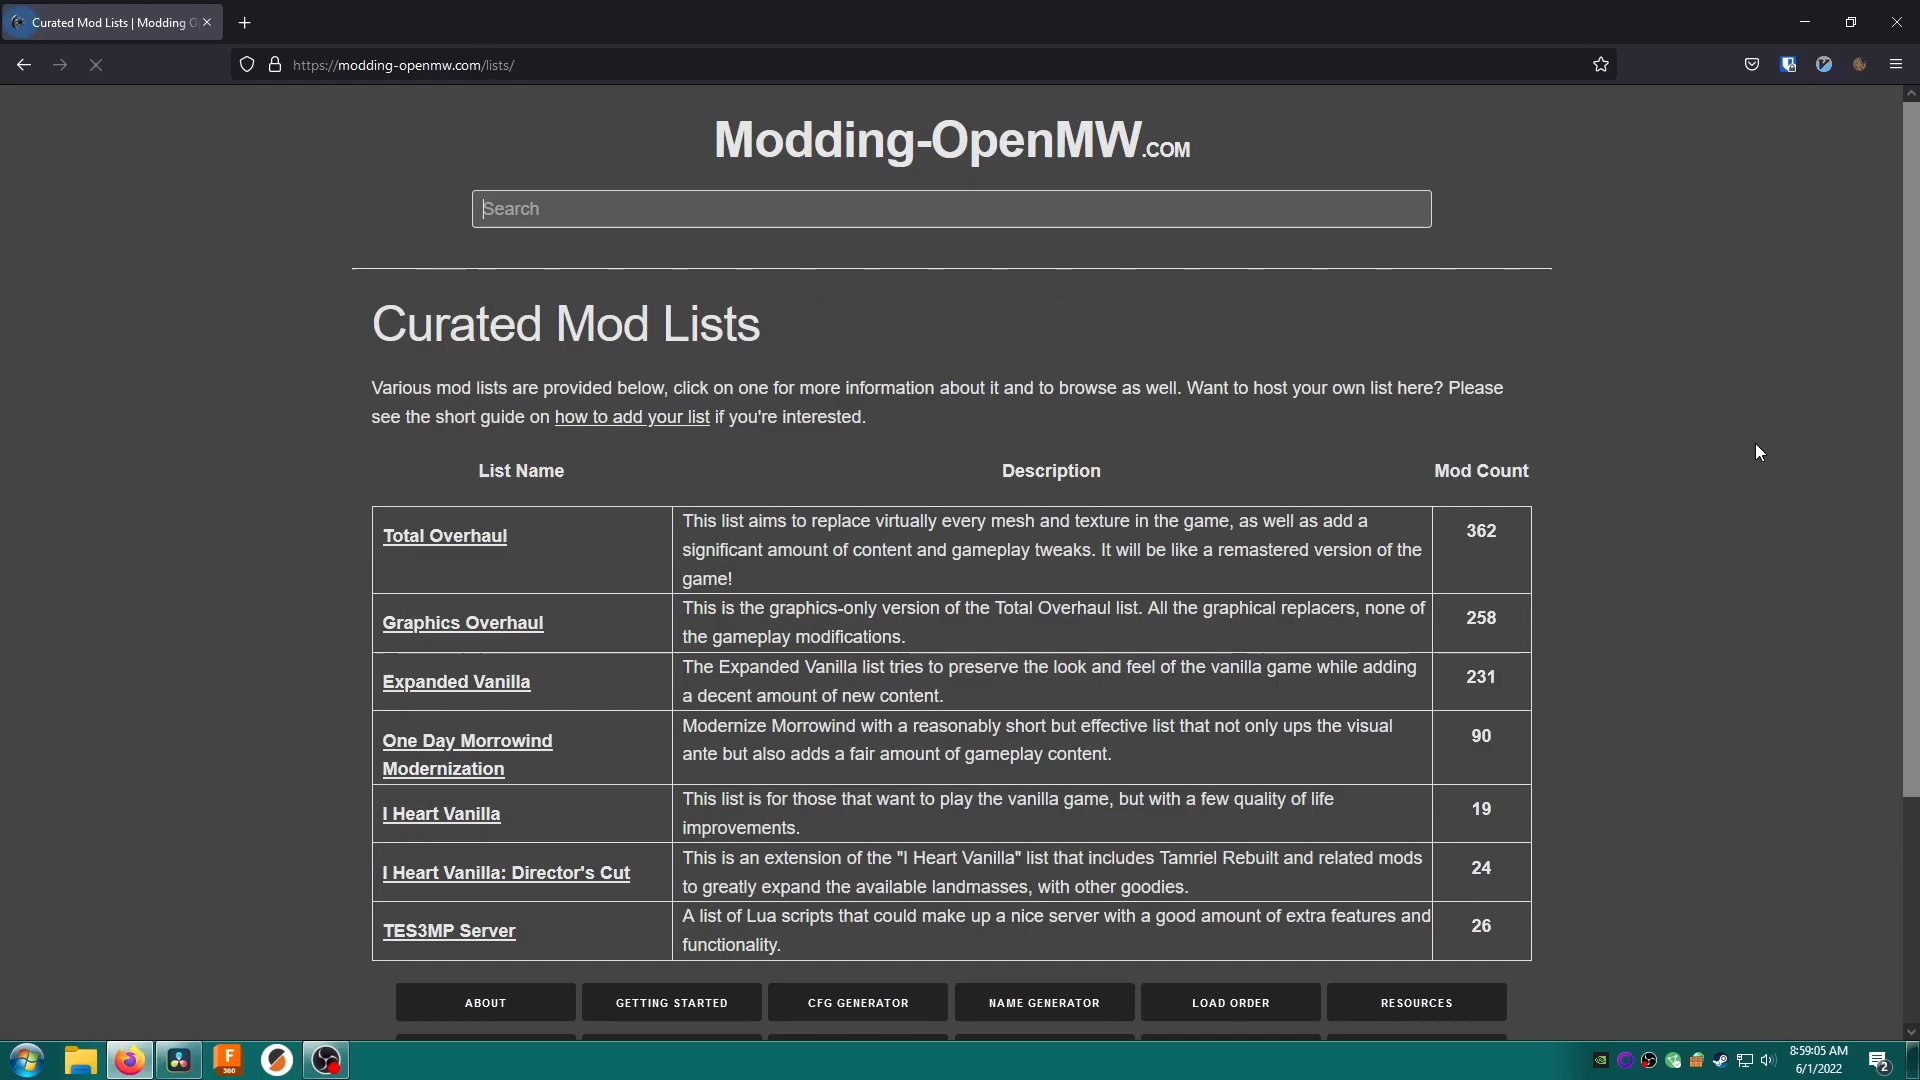 Curated Mod Lists | Modding O
https://modding-openmw.com/lists/
Modding-OpenMW.COM
Search
Curated Mod Lists
Various mod lists are provided below, click on one for more information about it and to browse as well. Want to host your own list here? Please
see the short guide on how to add your list if you're interested.
List Name Description Mod Count
Total Overhaul
This list aims to replace virtually every mesh and texture in the game, as well as add a
significant amount of content and gameplay tweaks. It will be like a remastered version of the
game!
362
Graphics Overhaul
This is the graphics-only version of the Total Overhaul list. All the graphical replacers, none of
the gameplay modifications.
258
Expanded Vanilla
The Expanded Vanilla list tries to preserve the look and feel of the vanilla game while adding
a decent amount of new content.
231
One Day Morrowind
Modernization
Modernize Morrowind with a reasonably short but effective list that not only ups the visual
ante but also adds a fair amount of gameplay content.
90
I Heart Vanilla
This list is for those that want to play the vanilla game, but with a few quality of life
improvements.
19
I Heart Vanilla: Director's Cut
This is an extension of the "I Heart Vanilla" list that includes Tamriel Rebuilt and related mods
to greatly expand the available landmasses, with other goodies.
24
TES3MP Server
A list of Lua scripts that could make up a nice server with a good amount of extra features and
functionality.
26
ABOUT GETTING STARTED CFG GENERATOR NAME GENERATOR LOAD ORDER RESOURCES
F
360
8:59:05 AM
6/1/2022
2